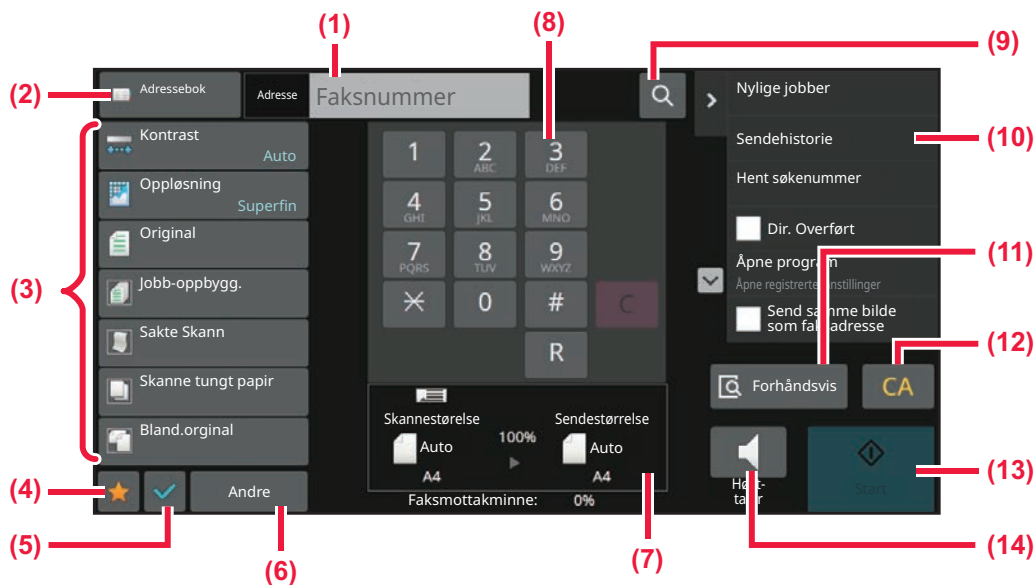 (1)
(8)
(9)
(2)
Adressebok
Adresse
Faksnummer
Nylige jobber
(3)
Kontrast
Auto
Oppløsning
Superfin
Original
Jobb-oppbygg.
Sakte Skann
Skanne tungt papir
Bland.orginal
1
2
ABC
3
DEF
4
GHI
5
JKL
6
MNO
7
PQRS
8
TUV
9
WXYZ
0
#
C
R
Sendehistorie
(10)
Hent søkenummer
Dir. Overført
(11)
Åpne program
Åpne registrerte innstillinger
Send samme bilde
som faksadresse
(12)
Forhåndsvis
CA
Skannestørelse
Sendestørrelse
Auto
100%
Auto
A4
A4
Faksmottakminne: 0%
(4)
(5)
Andre
(6)
(7)
Høyt-
taler
Start
(13)
(14)